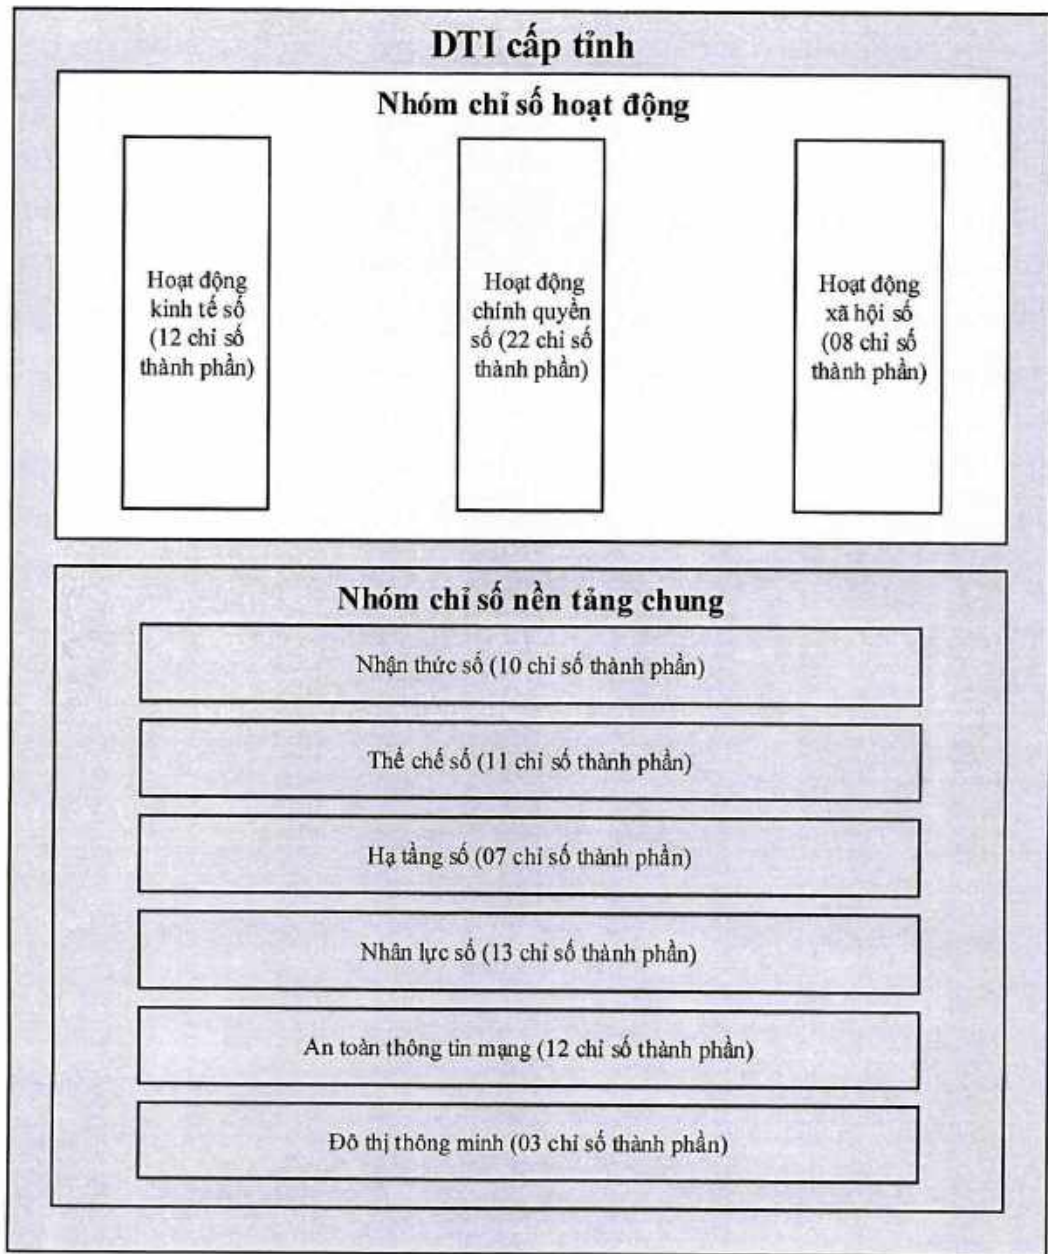 DTI cấp tỉnh
Nhóm chỉ số hoạt động
Hoạt động
kinh tế số
(12 chỉ số
thành phần)
Hoạt động
chính quyền
số (22 chỉ số
thành phần)
Hoạt động
xã hội số
(08 chỉ số
thành phần)
Nhóm chỉ số nền tảng chung
Nhận thức số (10 chỉ số thành phần)
Thể chế số (11 chỉ số thành phần)
Hạ tầng số (07 chỉ số thành phần)
Nhân lực số (13 chỉ số thành phần)
An toàn thông tin mạng (12 chỉ số thành phần)
Đô thị thông minh (03 chỉ số thành phần)